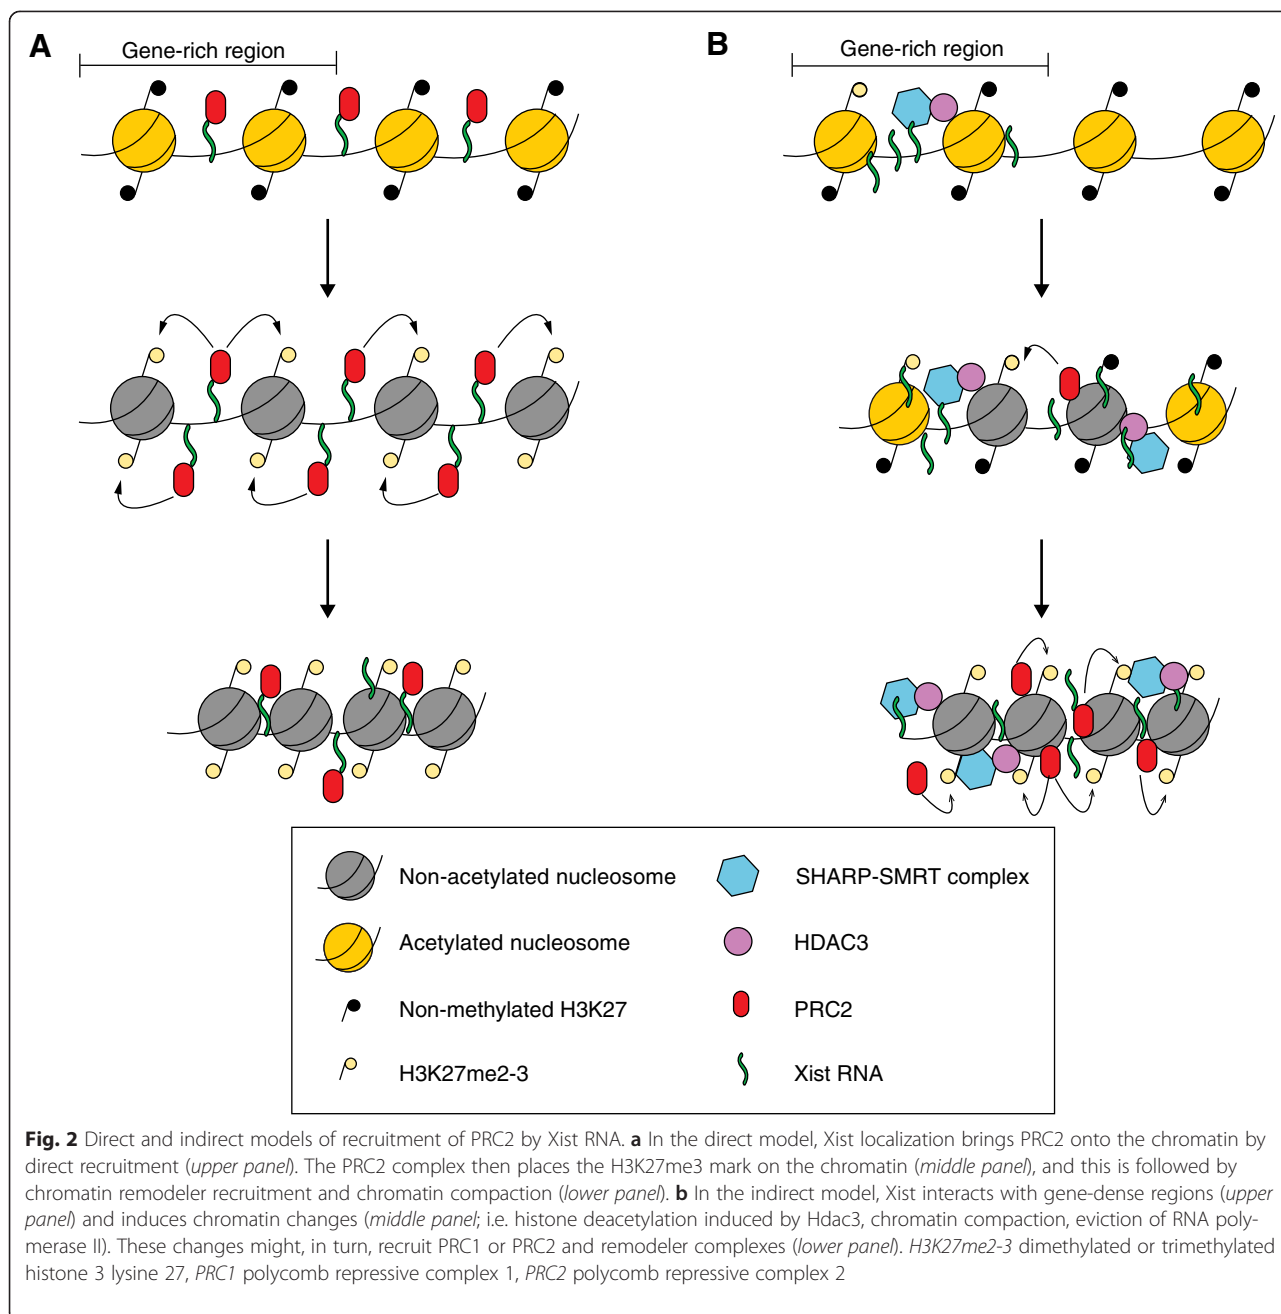 A
Gene-rich region
B
Gene-rich region
Non-acetylated nucleosome
Acetylated nucleosome
Non-methylated H3K27
H3K27me2-3
SHARP-SMRT complex
HDAC3
PRC2
Xist RNA
Fig. 2 Direct and indirect models of recruitment of PRC2 by Xist RNA. a In the direct model, Xist localization brings PRC2 onto the chromatin by
direct recruitment (upper panel). The PRC2 complex then places the H3K27me3 mark on the chromatin (middle panel), and this is followed by
chromatin remodeler recruitment and chromatin compaction (lower panel). b In the indirect model, Xist interacts with gene-dense regions (upper
panel) and induces chromatin changes (middle panel; i.e. histone deacetylation induced by Hdac3, chromatin compaction, eviction of RNA poly-
merase II). These changes might, in turn, recruit PRC1 or PRC2 and remodeler complexes (lower panel). H3K27me2-3 dimethylated or trimethylated
histone 3 lysine 27, PRC1 polycomb repressive complex 1, PRC2 polycomb repressive complex 2